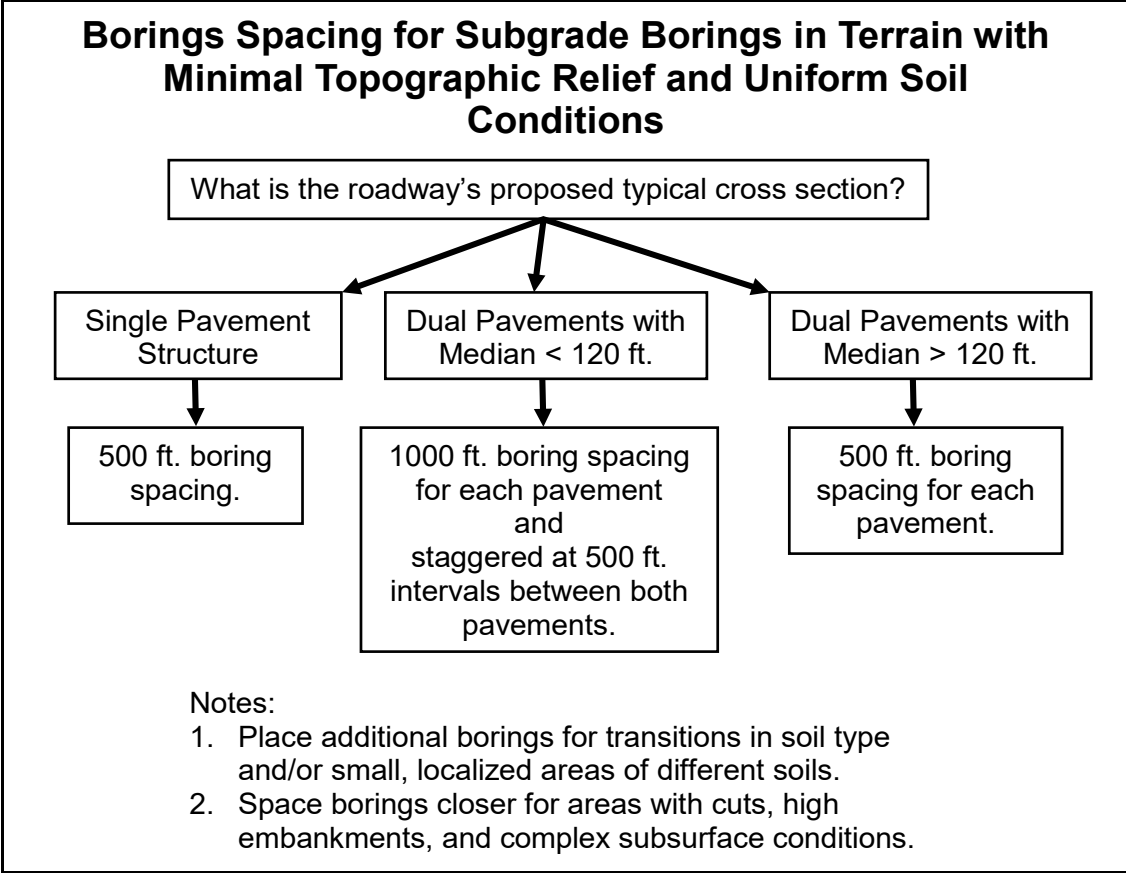 Borings Spacing for Subgrade Borings in Terrain with
Minimal Topographic Relief and Uniform Soil
Conditions
What is the roadway’s proposed typical cross section?
Single Pavement
Structure
Dual Pavements with
Median < 120 ft.
Dual Pavements with
Median > 120 ft.
500 ft. boring
spacing.
1000 ft. boring spacing
for each pavement
and
staggered at 500 ft.
intervals between both
pavements.
500 ft. boring
spacing for each
pavement.
Notes:
1. Place additional borings for transitions in soil type
and/or small, localized areas of different soils.
2. Space borings closer for areas with cuts, high
embankments, and complex subsurface conditions.